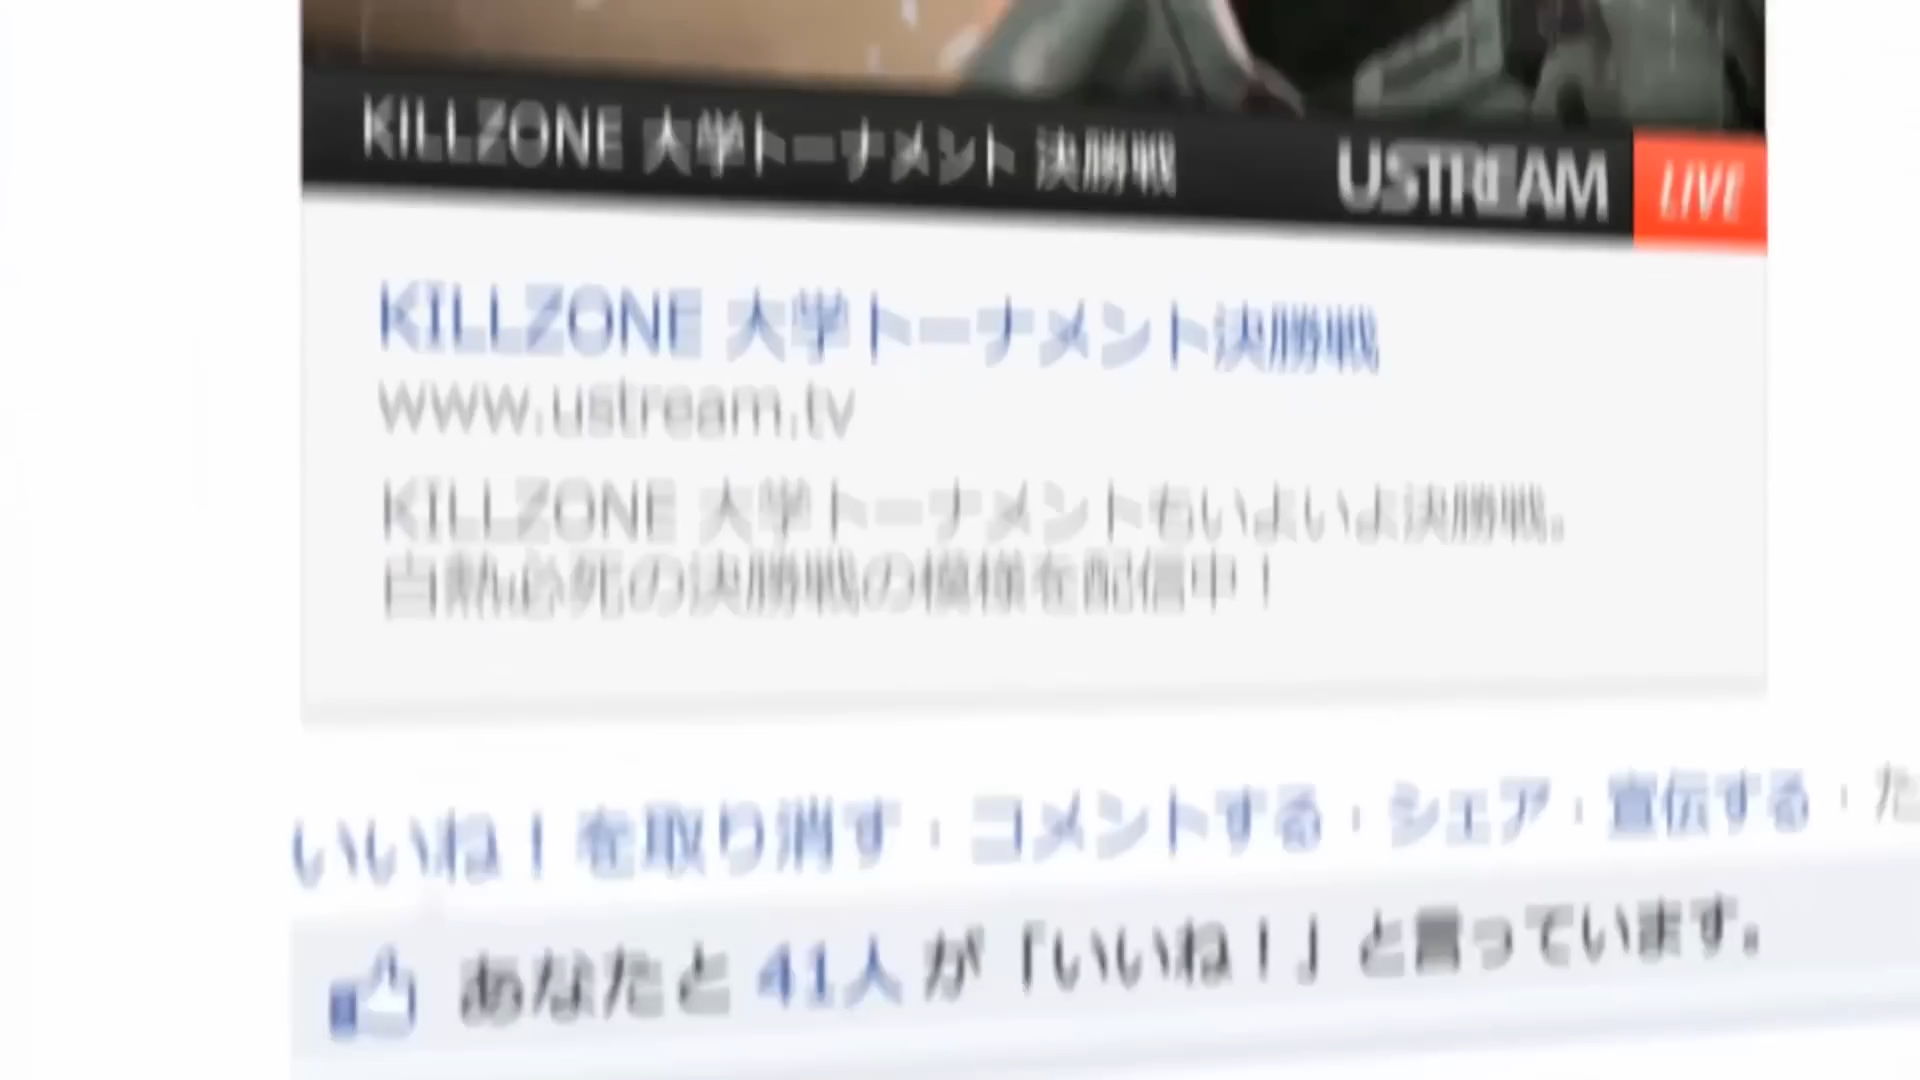 KILLZONE 大学トーナメント 決勝戦 USTREAM LIVE
KILLZONE 大学トーナメント決勝戦
www.ustream.tv
KILLZONE 大学トーナメントもいよいよ決勝戦。
白熱必死の決勝戦の模様を配信中！
いいね！を取り消す · コメントする · シェア · 宣伝する · た
あなたと 41人 が「いいね！」と言っています。